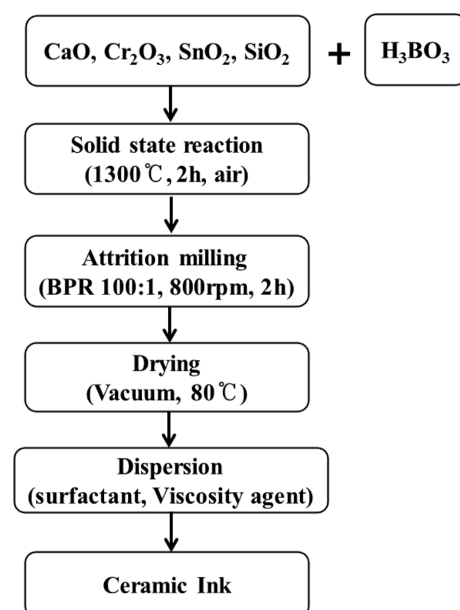 CaO, Cr₂O₃, SnO₂, SiO₂ + H₃BO₃
Solid state reaction
(1300℃, 2h, air)
Attrition milling
(BPR 100:1, 800rpm, 2h)
Drying
(Vacuum, 80℃)
Dispersion
(surfactant, Viscosity agent)
Ceramic Ink